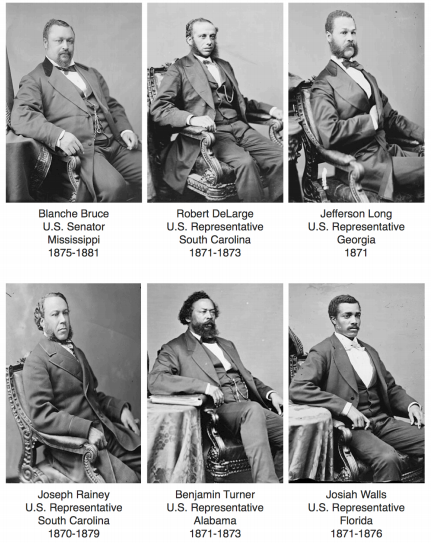 Blanche Bruce
U.S. Senator
Mississippi
1875-1881
Robert DeLarge
U.S. Representative
South Carolina
1871-1873
Jefferson Long
U.S. Representative
Georgia
1871
Joseph Rainey
U.S. Representative
South Carolina
1870-1879
Benjamin Turner
U.S. Representative
Alabama
1871-1873
Josiah Walls
U.S. Representative
Florida
1871-1876